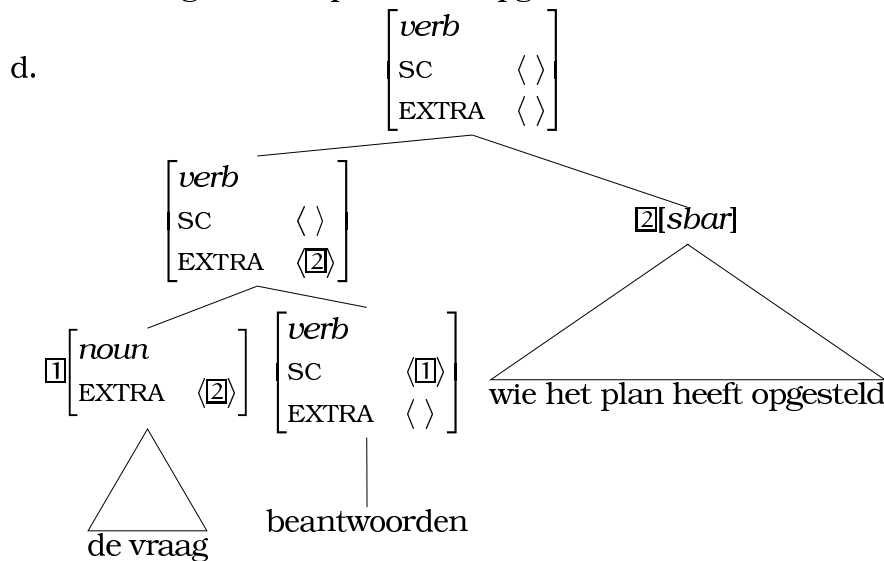 d.
verb
SC ⟨ ⟩
EXTRA ⟨ ⟩
verb
SC ⟨ ⟩
EXTRA ⟨2⟩
2[sbar]
1 noun
EXTRA ⟨2⟩
verb
SC ⟨1⟩
EXTRA ⟨ ⟩
wie het plan heeft opgesteld
beantwoorden
de vraag